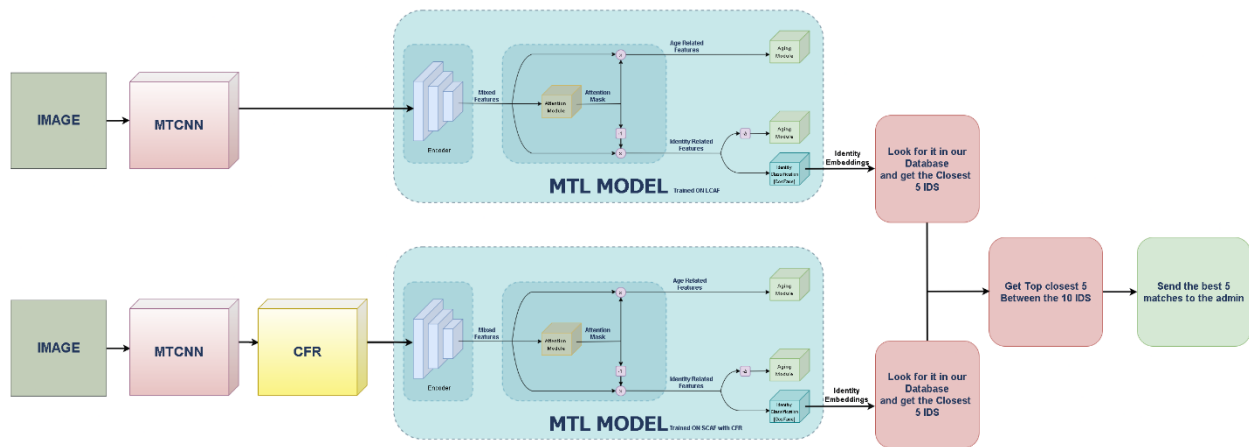 IMAGE
MTCNN
Encoder
Mixed
Features
Attention
Module
Attention
Mask
-1
Age Related
Features
Aging
Module
Identity Related
Features
Aging
Module
Identity
Classification
[CosFace]
MTL MODEL
Trained ON LCAF
Identity
Embeddings
Look for it in our
Database
and get the Closest
5 IDS
IMAGE
MTCNN
CFR
Encoder
Mixed
Features
Attention
Module
Attention
Mask
-1
Age Related
Features
Aging
Module
Identity Related
Features
Aging
Module
Identity
Classification
[CosFace]
MTL MODEL
Trained ON SCAF with CFR
Identity
Embeddings
Look for it in our
Database
and get the Closest
5 IDS
Get Top closest 5
Between the 10 IDS
Send the best 5
matches to the admin